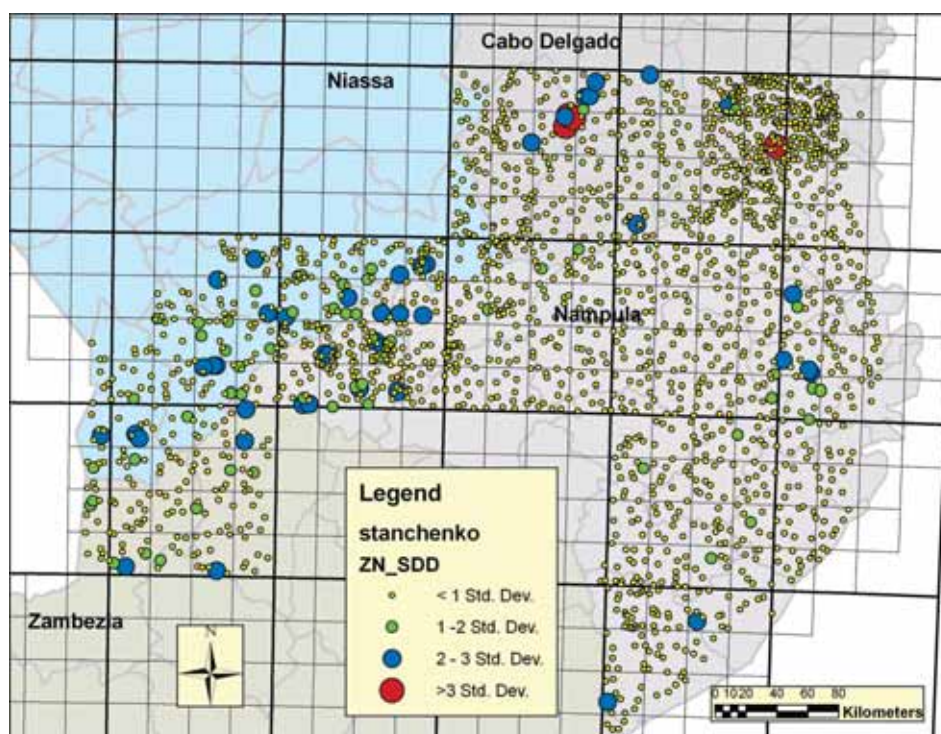 Cabo Delgado
Niassa
Nampula
Zambezia
Legend
stanchenko
ZN_SDD
< 1 Std. Dev.
1 -2 Std. Dev.
2 - 3 Std. Dev.
>3 Std. Dev.
N
0 10 20 40 60 80
Kilometers